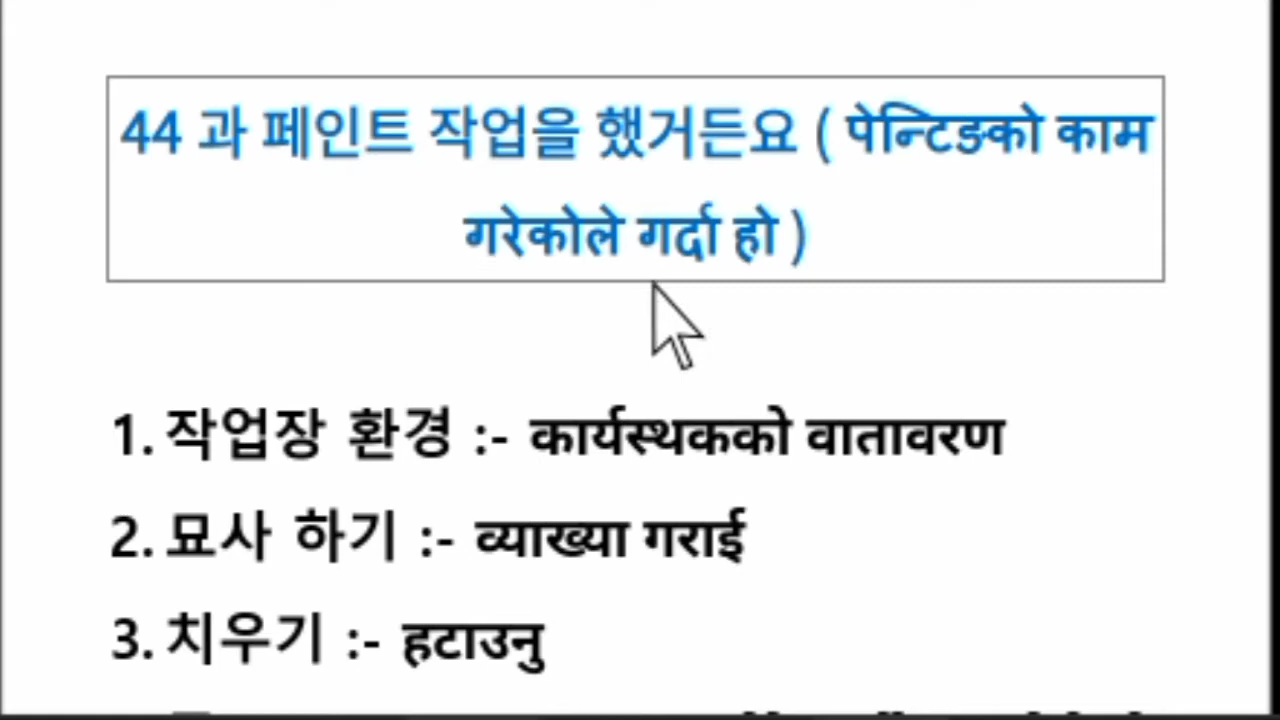 44 과 페인트 작업을 했거든요 ( पेन्टिङको काम
गरेकोले गर्दा हो )
1. 작업장 환경 :- कार्यस्थकको वातावरण
2. 묘사 하기 :- व्याख्या गराई
3. 치우기 :- हटाउनु